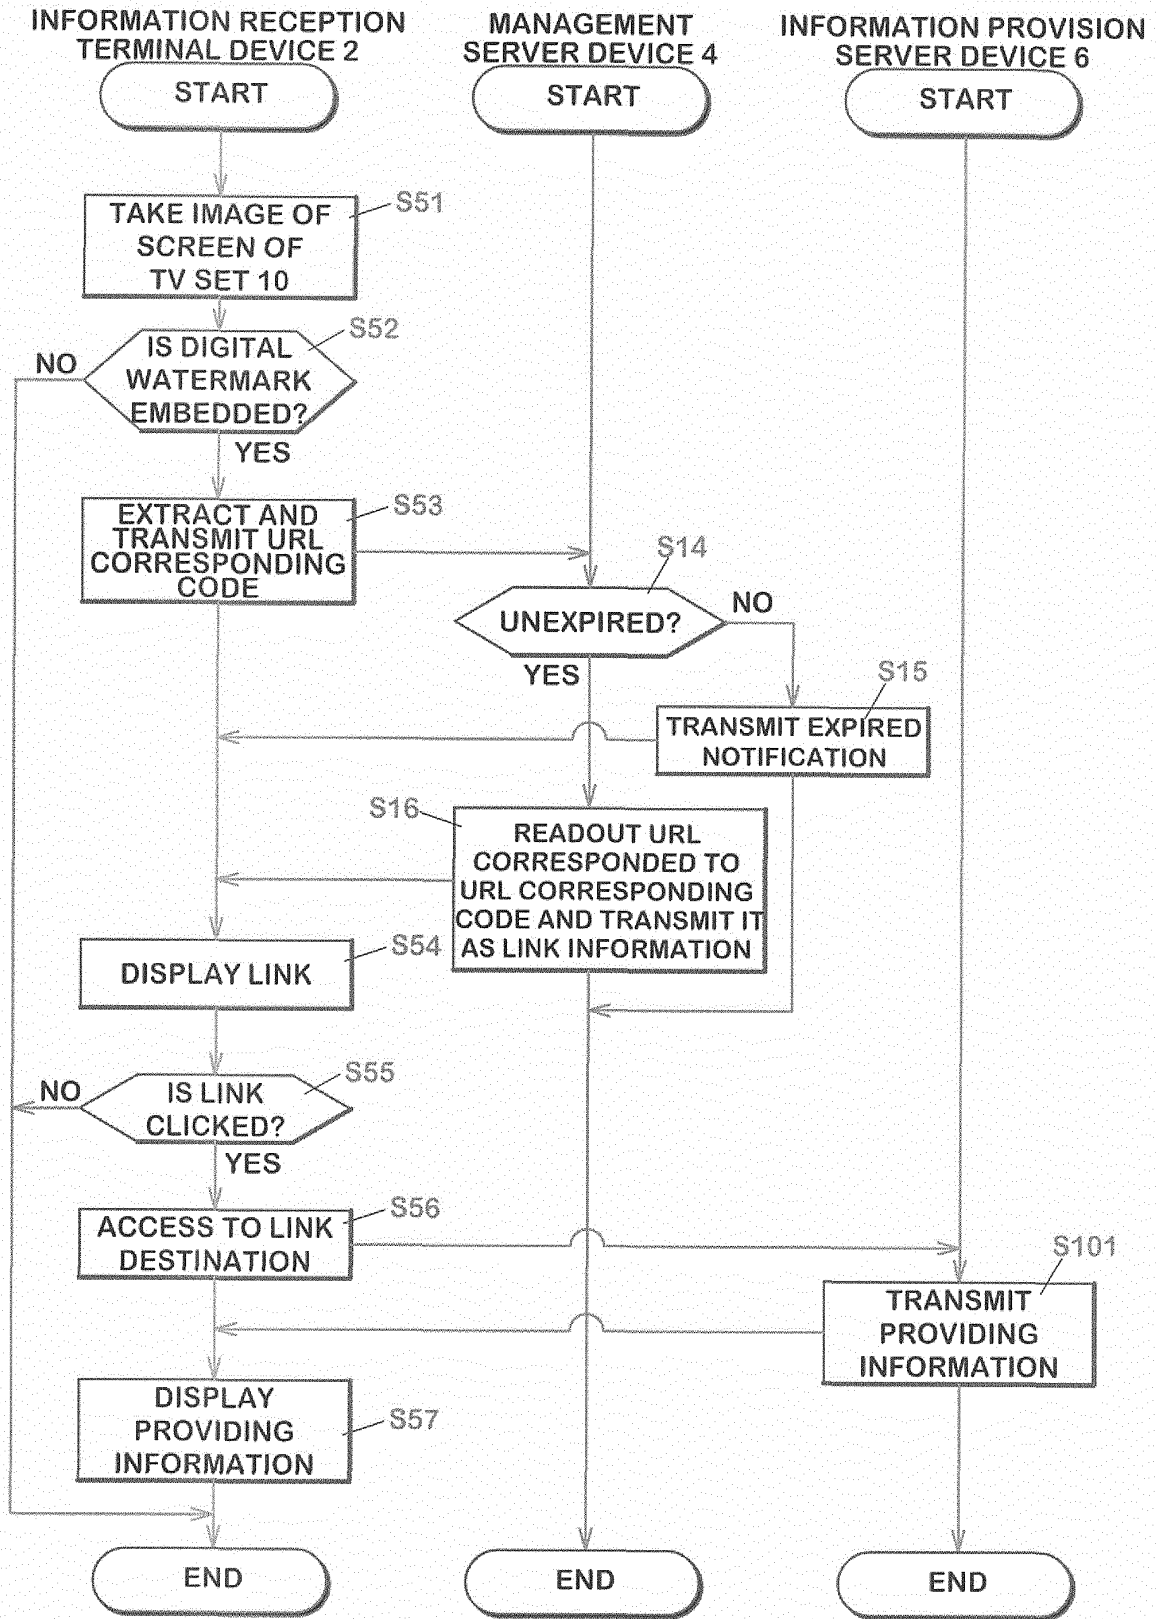 INFORMATION RECEPTION
TERMINAL DEVICE 2
MANAGEMENT
SERVER DEVICE 4
INFORMATION PROVISION
SERVER DEVICE 6
START
START
START
TAKE IMAGE OF
SCREEN OF
TV SET 10
S51
IS DIGITAL
WATERMARK
EMBEDDED?
S52
NO
YES
EXTRACT AND
TRANSMIT URL
CORRESPONDING
CODE
S53
S14
UNEXPIRED?
NO
YES
S15
TRANSMIT EXPIRED
NOTIFICATION
S16
READOUT URL
CORRESPONDED TO
URL CORRESPONDING
CODE AND TRANSMIT IT
AS LINK INFORMATION
S54
DISPLAY LINK
S55
NO
IS LINK
CLICKED?
YES
S56
ACCESS TO LINK
DESTINATION
S101
TRANSMIT
PROVIDING
INFORMATION
DISPLAY
PROVIDING
INFORMATION
S57
END
END
END